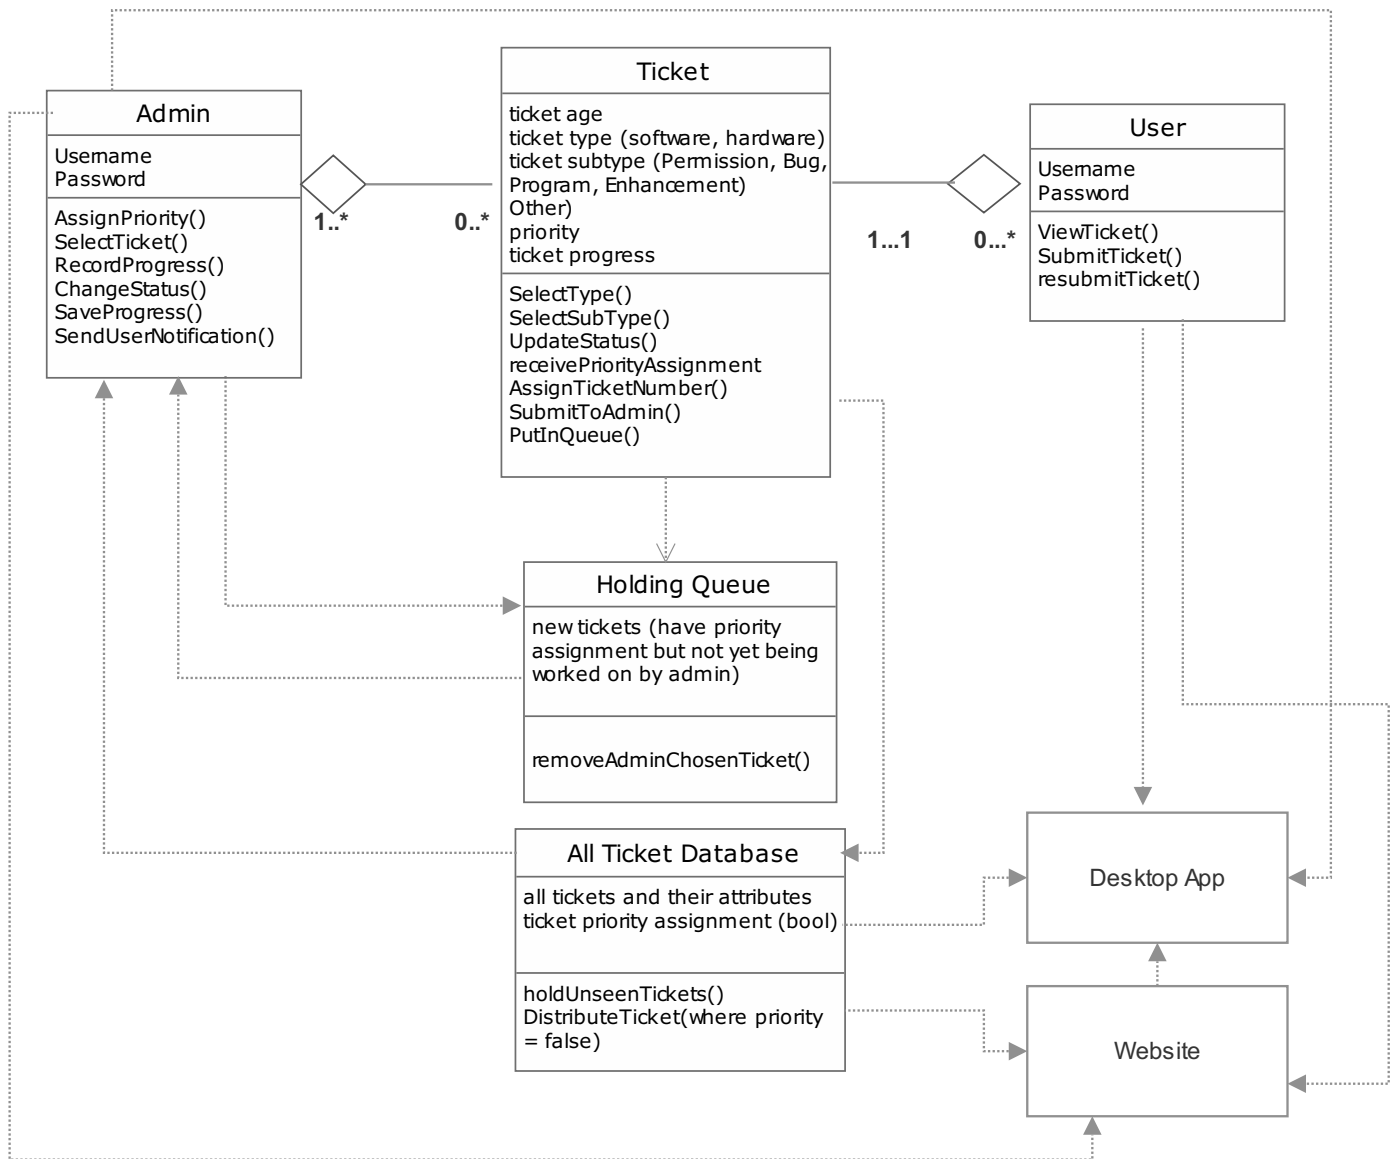 Ticket
ticket age
ticket type (software, hardware)
ticket subtype (Permission, Bug,
Program, Enhancement)
Other)
priority
ticket progress
SelectType()
SelectSubType()
UpdateStatus()
receivePriorityAssignment
AssignTicketNumber()
SubmitToAdmin()
PutInQueue()
Admin
Username
Password
AssignPriority()
SelectTicket()
RecordProgress()
ChangeStatus()
SaveProgress()
SendUserNotification()
1..*
0..*
User
Username
Password
ViewTicket()
SubmitTicket()
resubmitTicket()
1...1
0...*
Holding Queue
new tickets (have priority
assignment but not yet being
worked on by admin)
removeAdminChosenTicket()
All Ticket Database
all tickets and their attributes
ticket priority assignment (bool)
holdUnseenTickets()
DistributeTicket(where priority
= false)
Desktop App
Website